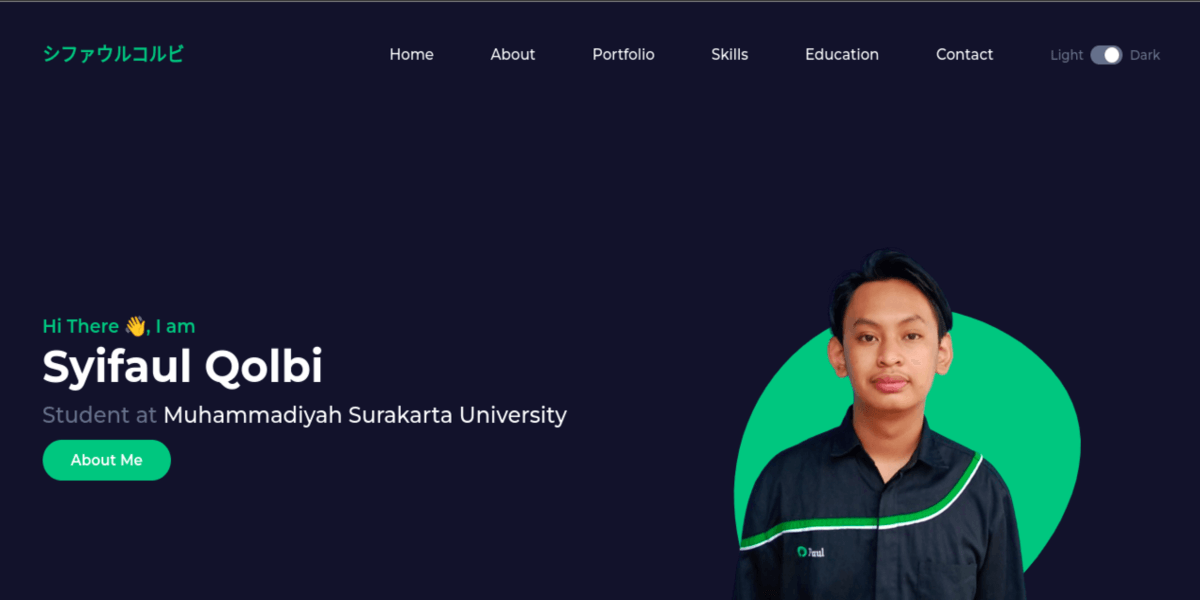 シファウルコルビ
Home About Portfolio Skills Education Contact Light Dark
Hi There 👋, I am
Syifaul Qolbi
Student at Muhammadiyah Surakarta University
About Me
Faul